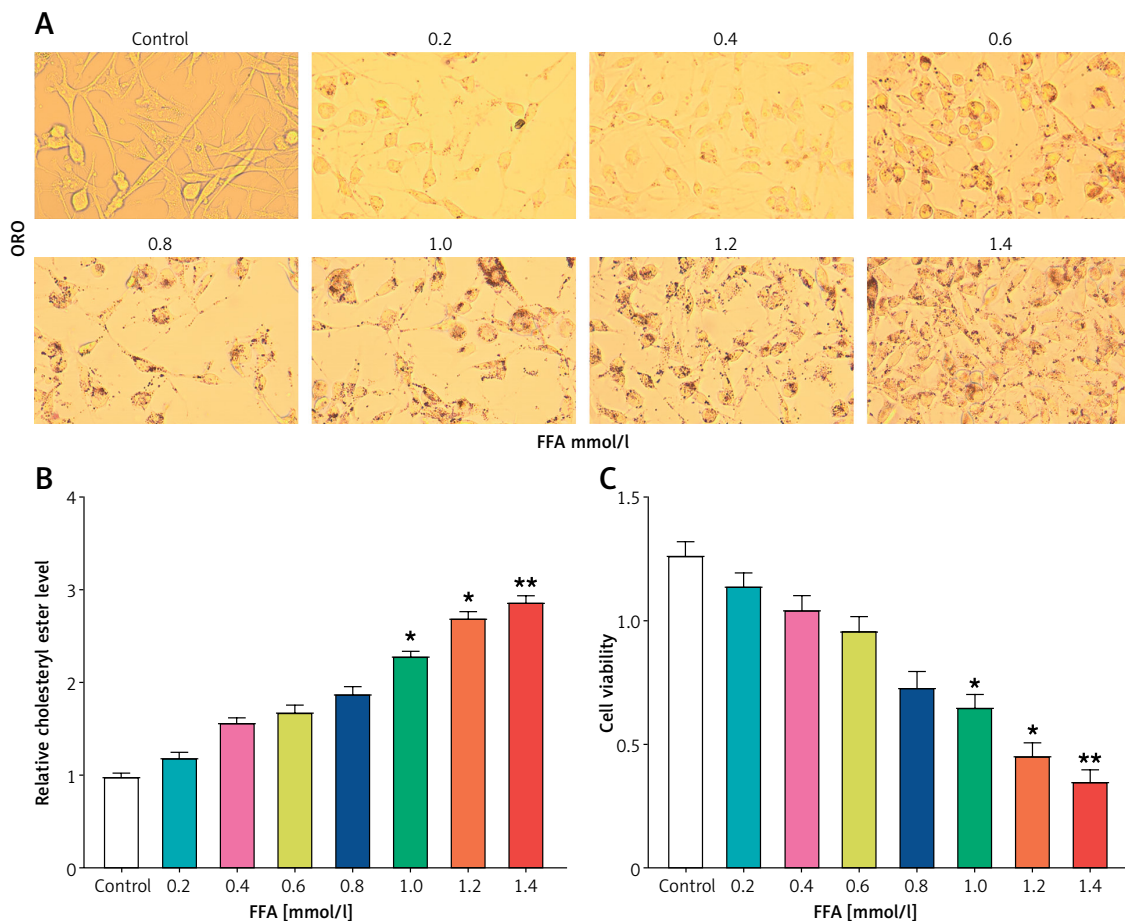 A
Control 0.2 0.4 0.6
ORO
0.8 1.0 1.2 1.4
FFA mmol/l
B
Relative cholesteryl ester level
4
3
2
1
0
* * **
Control 0.2 0.4 0.6 0.8 1.0 1.2 1.4
FFA [mmol/l]
C
Cell viability
1.5
1.0
0.5
0
* * **
Control 0.2 0.4 0.6 0.8 1.0 1.2 1.4
FFA [mmol/l]